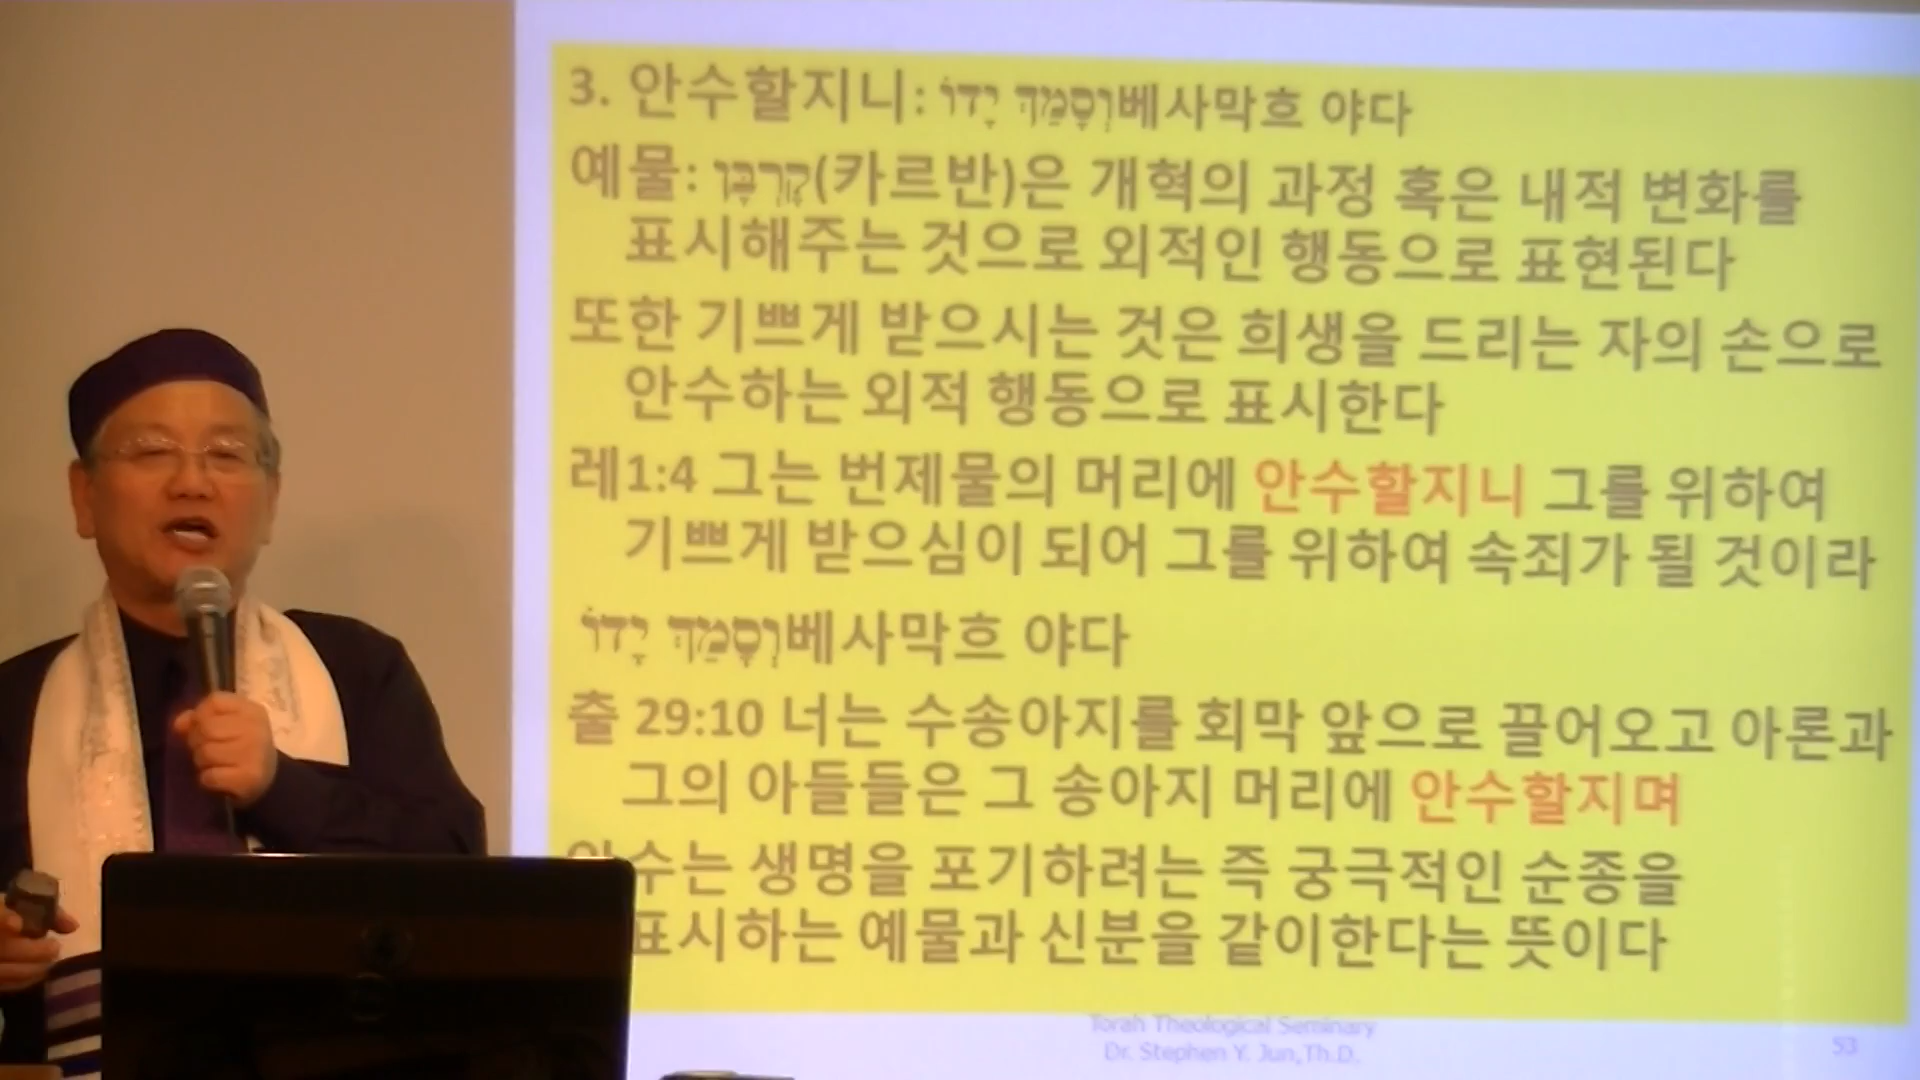 3. 안수할지니: וְסָמַךְ יָדוֹ베사막흐 야다
예물: קָרְבָּן(카르반)은 개혁의 과정 혹은 내적 변화를
표시해주는 것으로 외적인 행동으로 표현된다
또한 기쁘게 받으시는 것은 희생을 드리는 자의 손으로
안수하는 외적 행동으로 표시한다
레1:4 그는 번제물의 머리에 안수할지니 그를 위하여
기쁘게 받으심이 되어 그를 위하여 속죄가 될 것이라
וְסָמַךְ יָדוֹ베사막흐 야다
출 29:10 너는 수송아지를 회막 앞으로 끌어오고 아론과
그의 아들들은 그 송아지 머리에 안수할지며
안수는 생명을 포기하려는 즉 궁극적인 순종을
표시하는 예물과 신분을 같이한다는 뜻이다
Torah Theological Seminary
Dr. Stephen Y. Jun,Th.D.
53